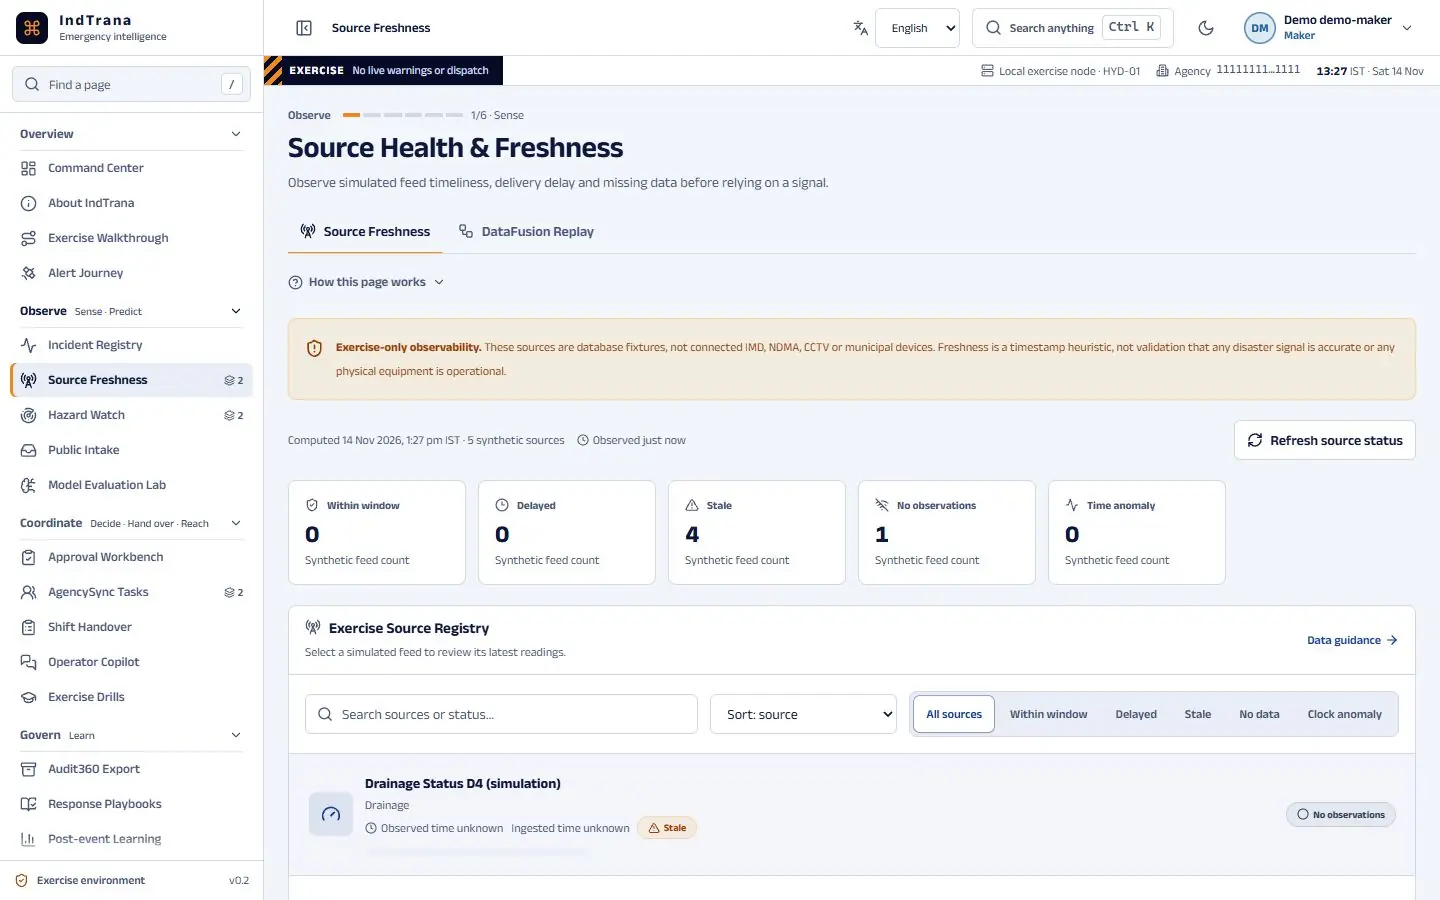 IndTrana
Emergency intelligence
Source Freshness
English
Search anything
Ctrl K
DM
Demo demo-maker
Maker
Find a page
/
EXERCISE No live warnings or dispatch
Local exercise node · HYD-01
Agency 11111111…1111
13:27 IST · Sat 14 Nov
Overview
Command Center
About IndTrana
Exercise Walkthrough
Alert Journey
Observe Sense · Predict
Incident Registry
Source Freshness 2
Hazard Watch 2
Public Intake
Model Evaluation Lab
Coordinate Decide · Hand over · Reach
Approval Workbench
AgencySync Tasks 2
Shift Handover
Operator Copilot
Exercise Drills
Govern Learn
Audit360 Export
Response Playbooks
Post-event Learning
Exercise environment v0.2
Observe 1/6 · Sense
Source Health & Freshness
Observe simulated feed timeliness, delivery delay and missing data before relying on a signal.
Source Freshness
DataFusion Replay
How this page works
Exercise-only observability. These sources are database fixtures, not connected IMD, NDMA, CCTV or municipal devices. Freshness is a timestamp heuristic, not validation that any disaster signal is accurate or any
physical equipment is operational.
Computed 14 Nov 2026, 1:27 pm IST · 5 synthetic sources Observed just now
Refresh source status
Within window
0
Synthetic feed count
Delayed
0
Synthetic feed count
Stale
4
Synthetic feed count
No observations
1
Synthetic feed count
Time anomaly
0
Synthetic feed count
Exercise Source Registry
Select a simulated feed to review its latest readings.
Data guidance
Search sources or status...
Sort: source
All sources
Within window
Delayed
Stale
No data
Clock anomaly
Drainage Status D4 (simulation)
Drainage
Observed time unknown Ingested time unknown Stale
No observations